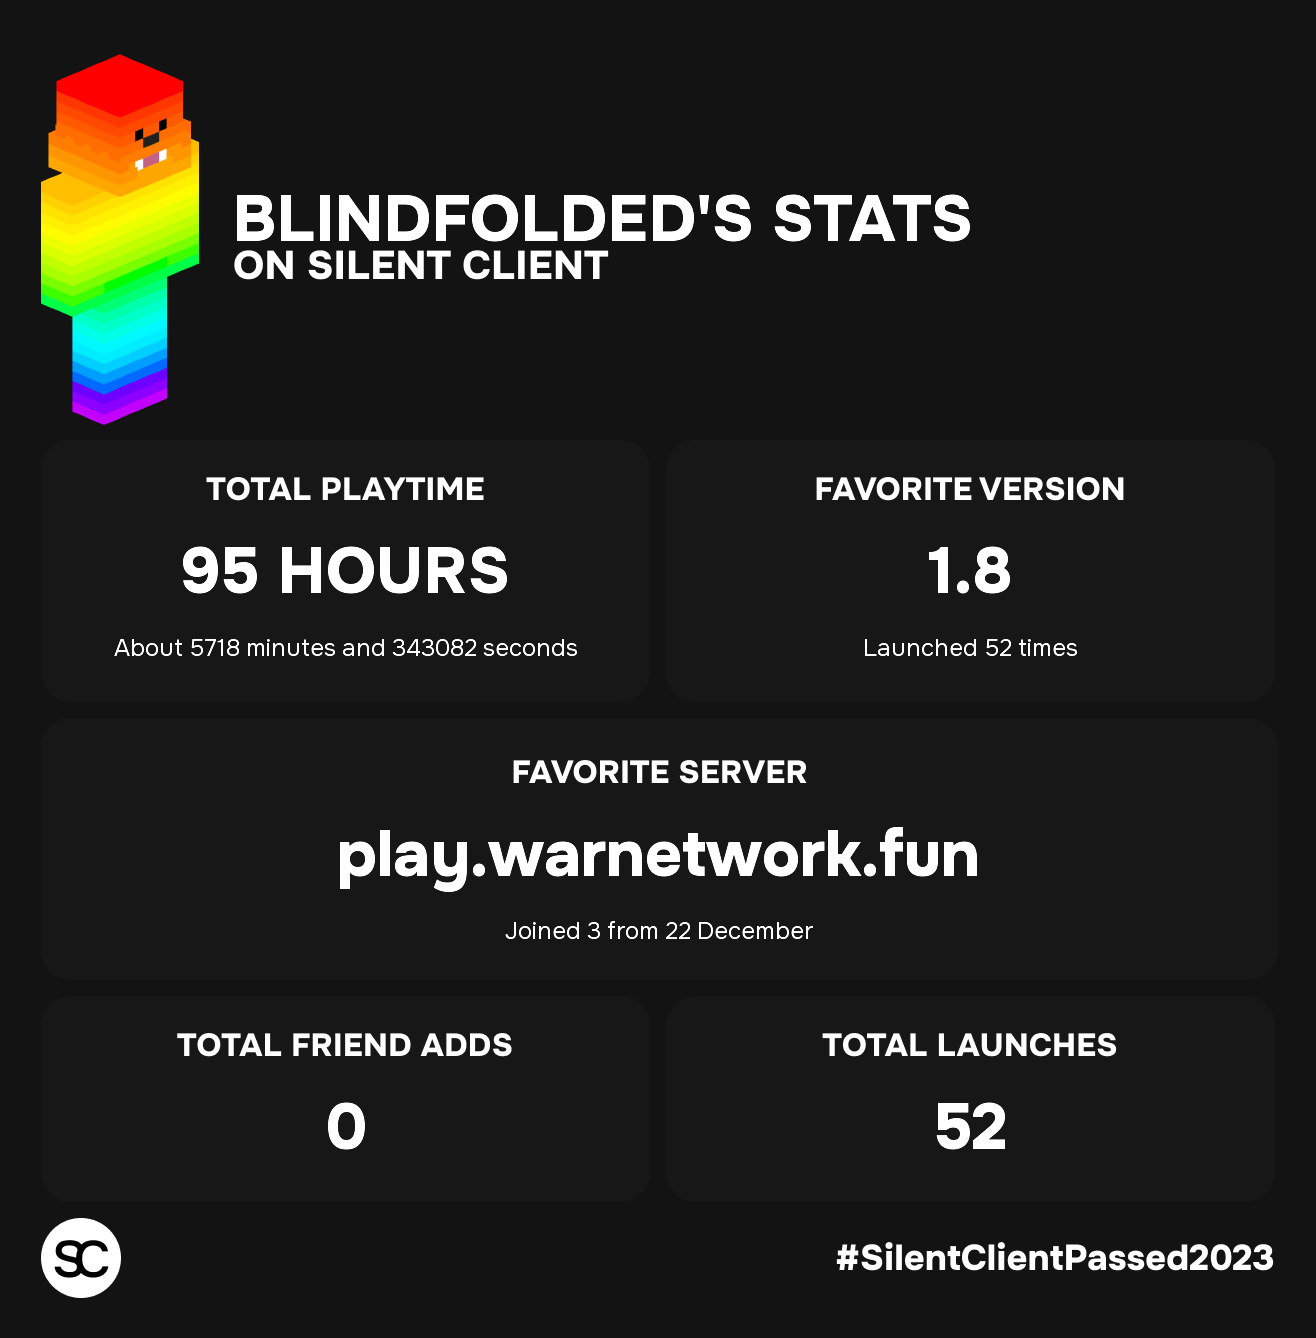 BLINDFOLDED'S STATS
ON SILENT CLIENT
TOTAL PLAYTIME
95 HOURS
About 5718 minutes and 343082 seconds
FAVORITE VERSION
1.8
Launched 52 times
FAVORITE SERVER
play.warnetwork.fun
Joined 3 from 22 December
TOTAL FRIEND ADDS
0
TOTAL LAUNCHES
52
SC
#SilentClientPassed2023